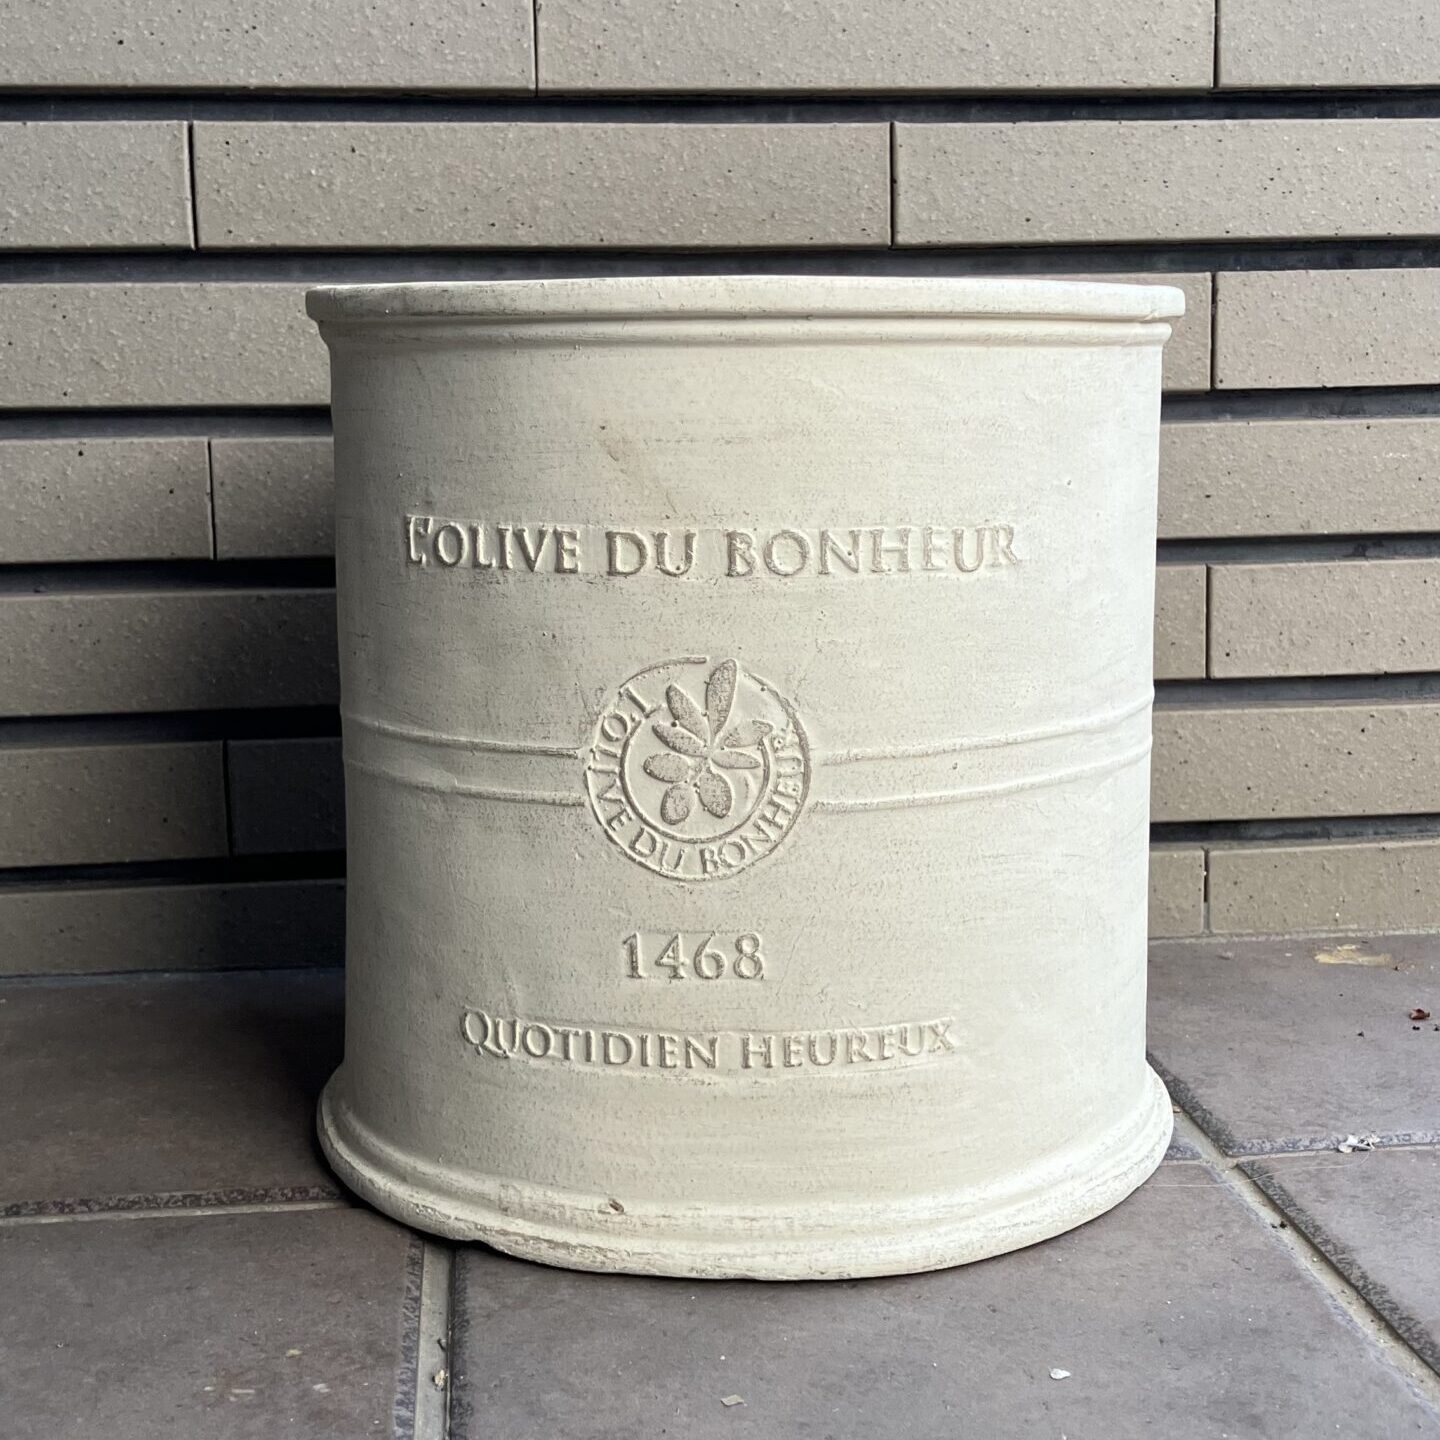 L'OLIVE DU BONHEUR
L'OLIVE DU BONHEUR
1468
QUOTIDIEN HEUREUX